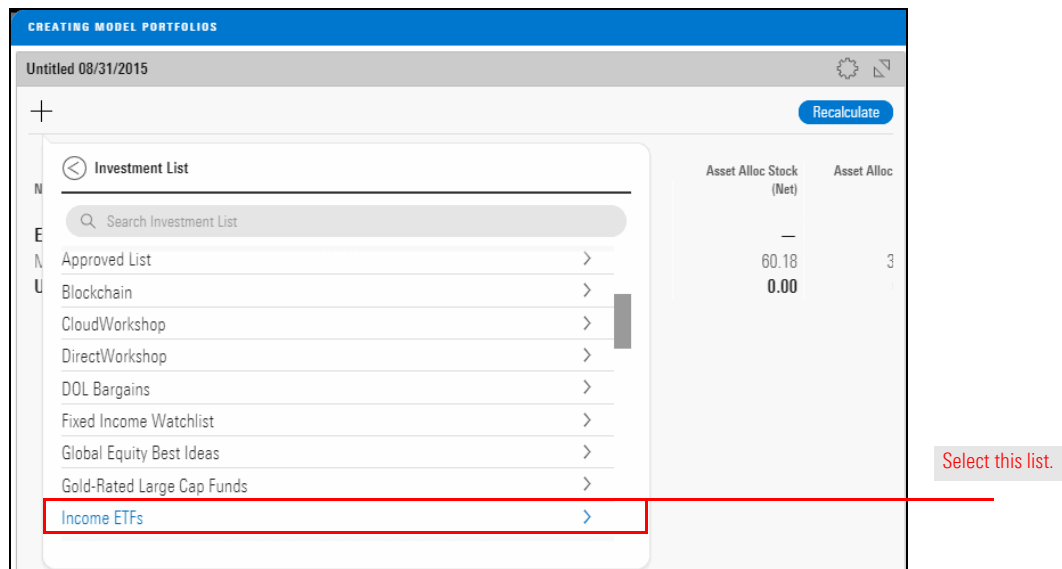 CREATING MODEL PORTFOLIOS
Untitled 08/31/2015
Recalculate
Investment List
Asset Alloc Stock
(Net)
Asset Alloc
N
Search Investment List
E
—
Approved List
M
60.18
3
U
0.00
Blockchain
CloudWorkshop
DirectWorkshop
DOL Bargains
Fixed Income Watchlist
Global Equity Best Ideas
Gold-Rated Large Cap Funds
Income ETFs
Select this list.